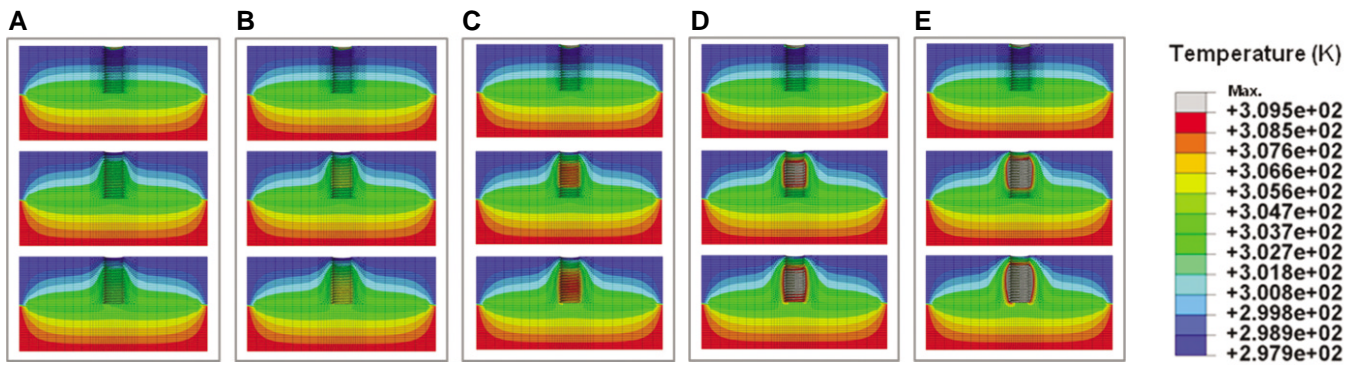 A B C D E
Temperature (K)
Max.
+3.095e+02
+3.085e+02
+3.076e+02
+3.066e+02
+3.056e+02
+3.047e+02
+3.037e+02
+3.027e+02
+3.018e+02
+3.008e+02
+2.998e+02
+2.989e+02
+2.979e+02